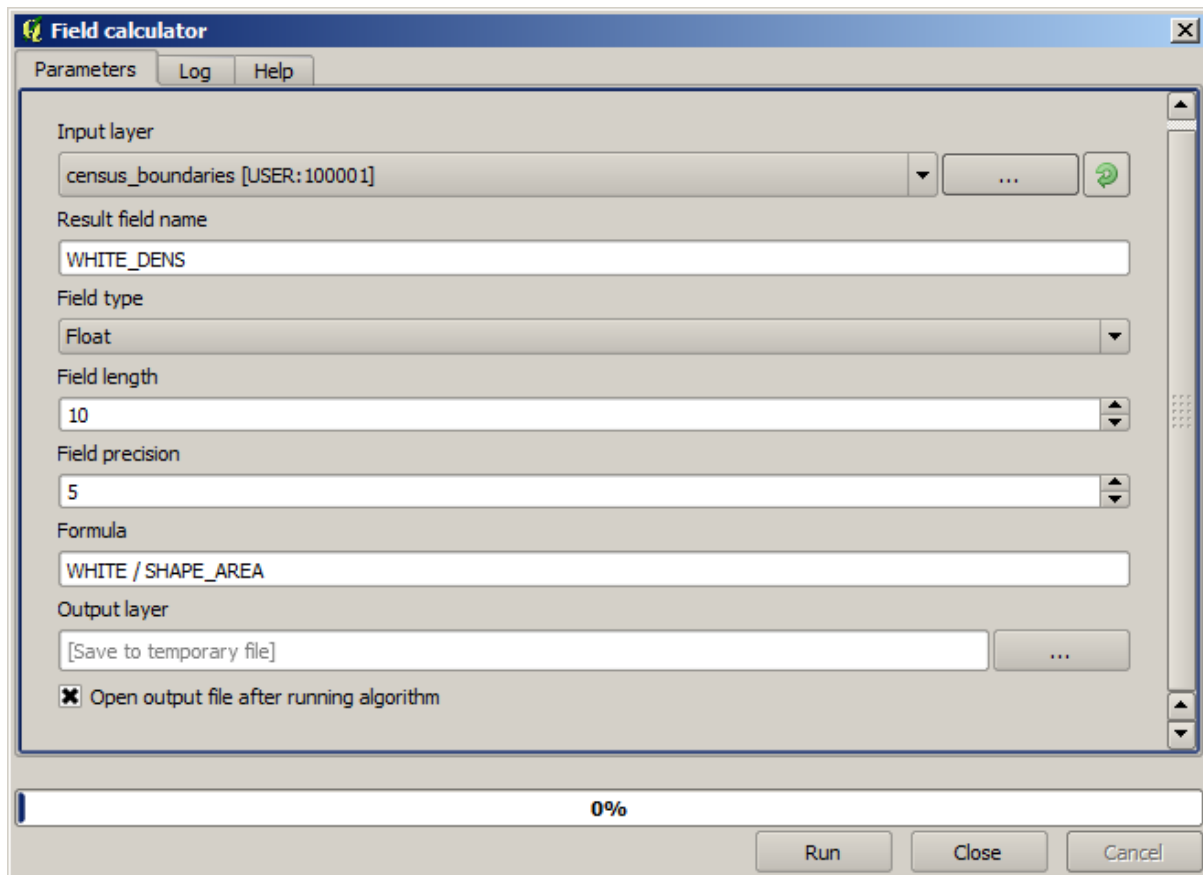 Field calculator
Parameters Log Help
Input layer
census_boundaries [USER:100001] ...
Result field name
WHITE_DENS
Field type
Float
Field length
10
Field precision
5
Formula
WHITE / SHAPE_AREA
Output layer
[Save to temporary file] ...
Open output file after running algorithm
0%
Run Close Cancel